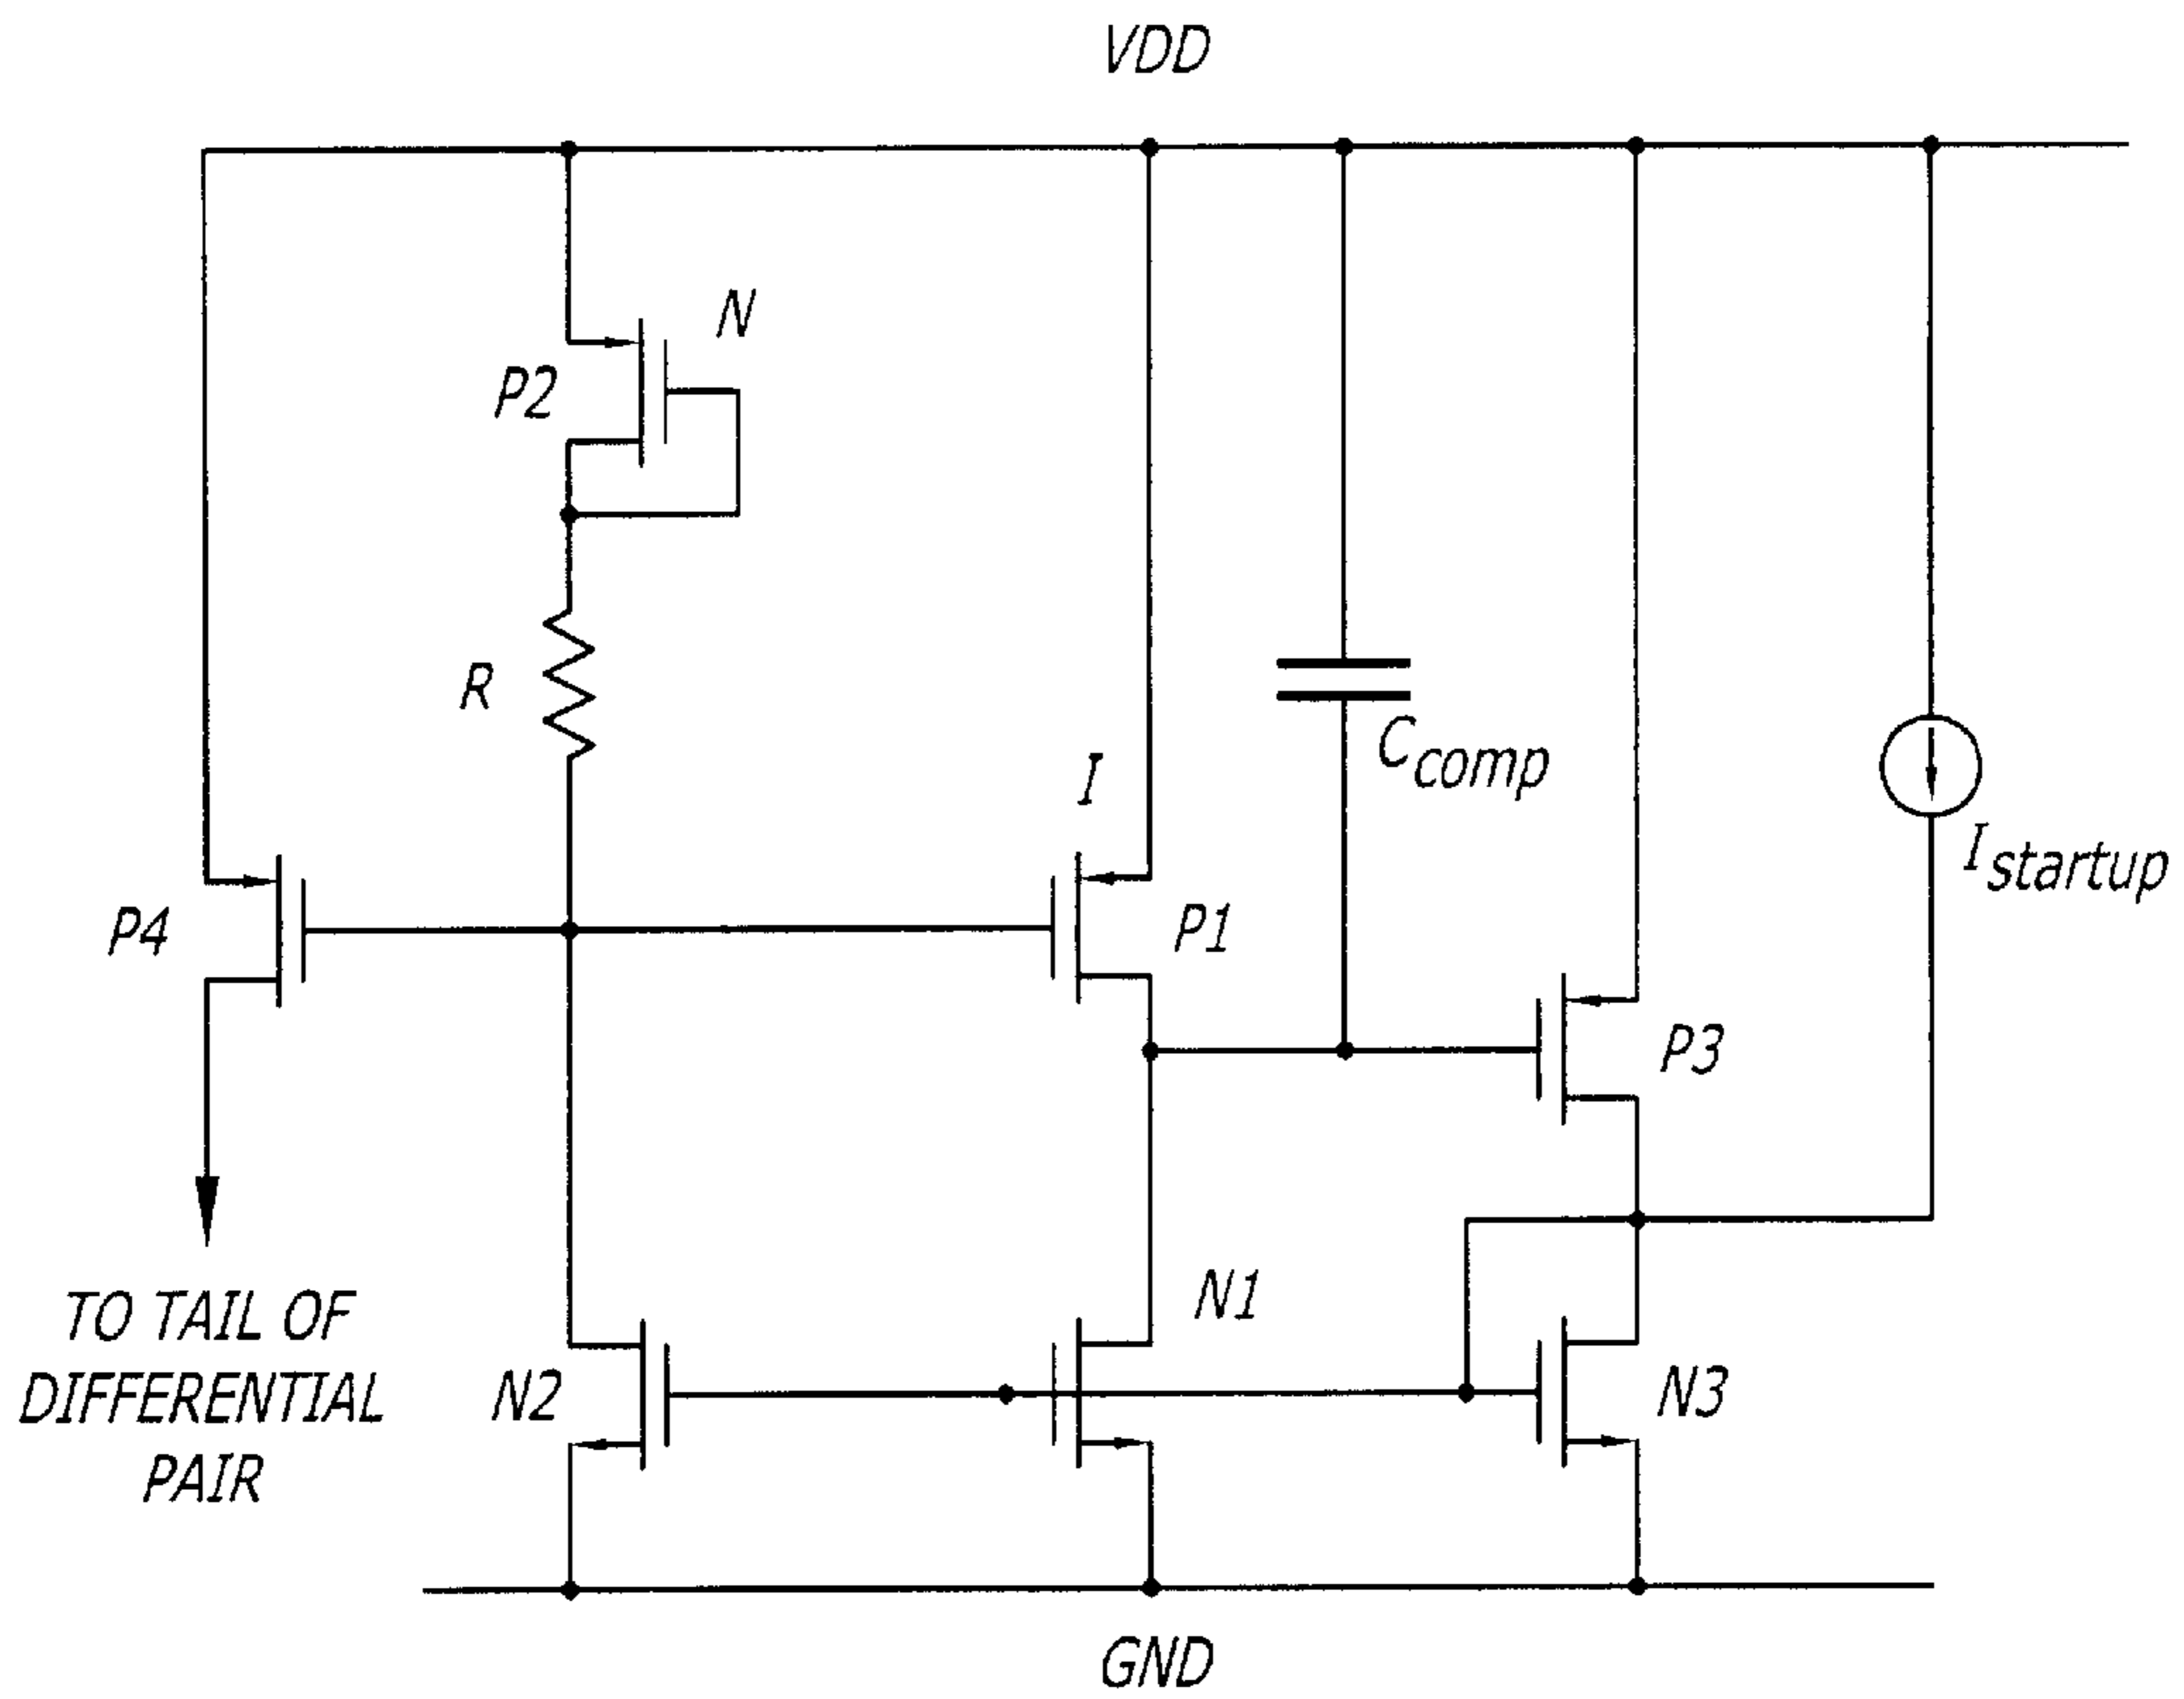 VDD
N
P2
R
I
C comp
I startup
P4
P1
P3
N1
N2
N3
TO TAIL OF
DIFFERENTIAL
PAIR
GND